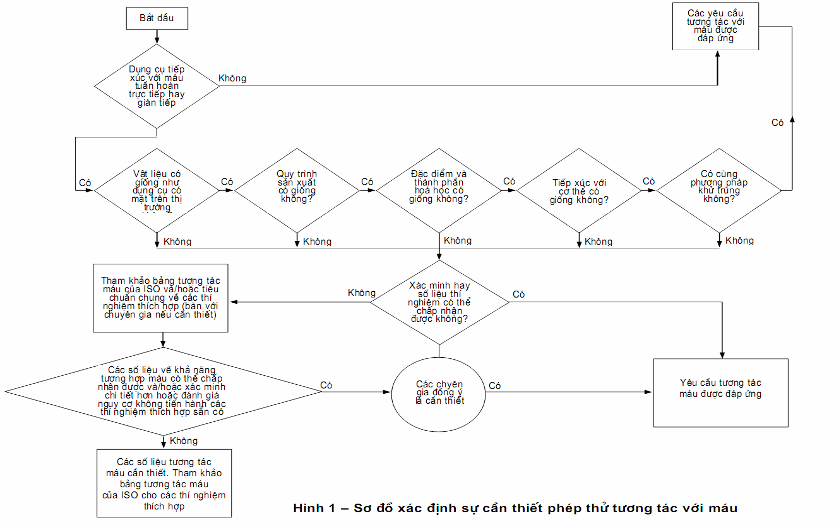 Bắt đầu
Các yêu cầu
tương tác với
máu được
đáp ứng
Dụng cụ tiếp
xúc với máu
tuần hoàn
trực tiếp hay
gián tiếp
Không
Có
Có
Vật liệu có
giống như
dụng cụ có
mặt trên thị
trường
Có
Quy trình
sản xuất
có giống
không?
Có
Đặc điểm và
thành phần
hoá học có
giống không?
Có
Tiếp xúc với
cơ thể có
giống không?
Có
Có cùng
phương pháp
khử trùng
không?
Không
Không
Không
Không
Không
Tham khảo bảng tương tác
máu của ISO và/hoặc tiêu
chuẩn chung về các thí
nghiệm thích hợp (bàn với
chuyên gia nếu cần thiết)
Không
Xác minh hay
số liệu thí
nghiệm có thể
chấp nhận
được không?
Có
Các số liệu về khả năng
tương hợp máu có thể chấp
nhận được và/hoặc xác minh
chi tiết hơn hoặc đánh giá
nguy cơ không tiến hành các
thí nghiệm thích hợp sẵn có
Có
Các chuyên
gia đồng ý
là cần thiết
Có
Yêu cầu tương tác
máu được đáp ứng
Không
Các số liệu tương tác
máu cần thiết. Tham khảo
bảng tương tác máu
của ISO cho các thí nghiệm
thích hợp
Hình 1 – Sơ đồ xác định sự cần thiết phép thử tương tác với máu